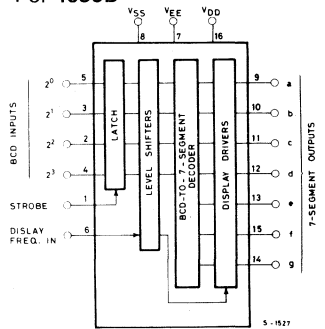 VSS VEE VDD
8 7 16
BCD INPUTS
2⁰ 5
2¹ 3
2² 2
2³ 4
STROBE 1
DISLAY
FREQ. IN 6
LATCH
LEVEL SHIFTERS
BCD-TO-7-SEGMENT
DECODER
DISPLAY DRIVERS
9 a
10 b
11 c
12 d
13 e
15 f
14 g
7-SEGMENT OUTPUTS
S-1527